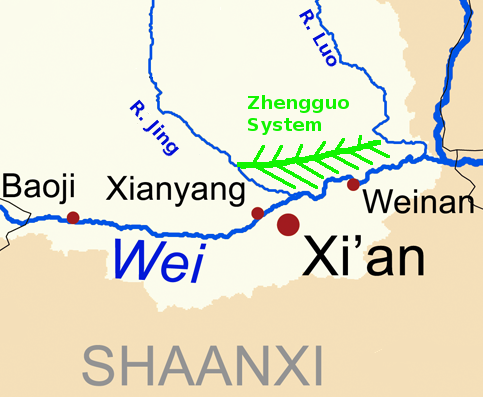 R. Luo
Zhengguo
System
R. Jing
Baoji
Xianyang
Weinan
Wei
Xi'an
SHAANXI